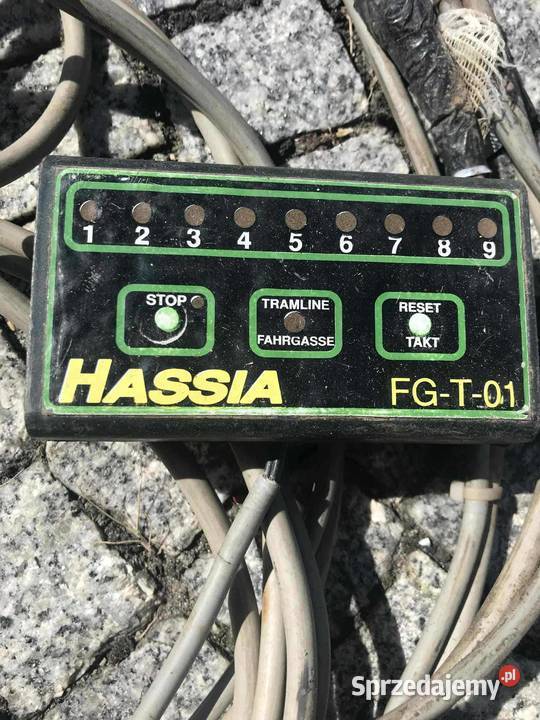 1 2 3 4 5 6 7 8 9
STOP TRAMLINE RESET
FAHRGASSE TAKT
HASSIA FG-T-01
Sprzedajemy.pl